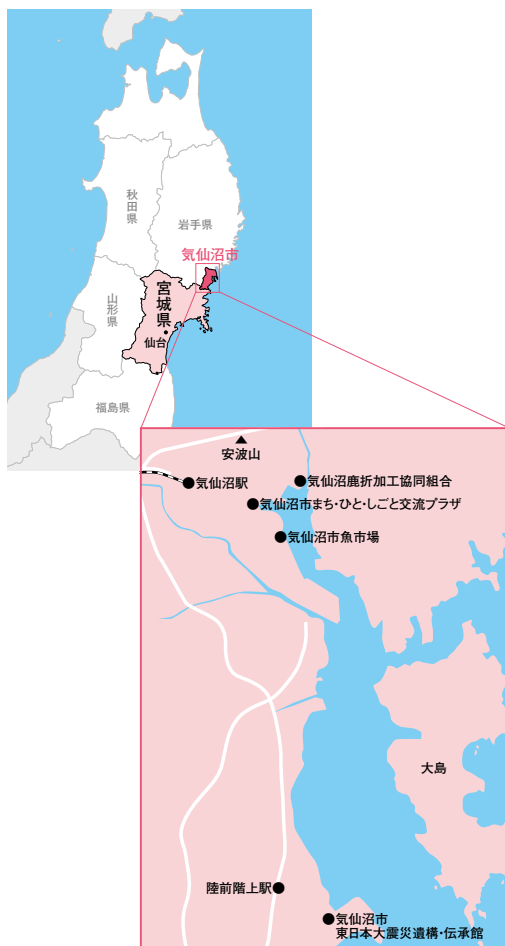 秋田県
岩手県
気仙沼市
宮城県
山形県
仙台
福島県
安波山
気仙沼駅
気仙沼鹿折加工協同組合
気仙沼市まち・ひと・しごと交流プラザ
気仙沼市魚市場
大島
陸前階上駅
気仙沼市
東日本大震災遺構・伝承館